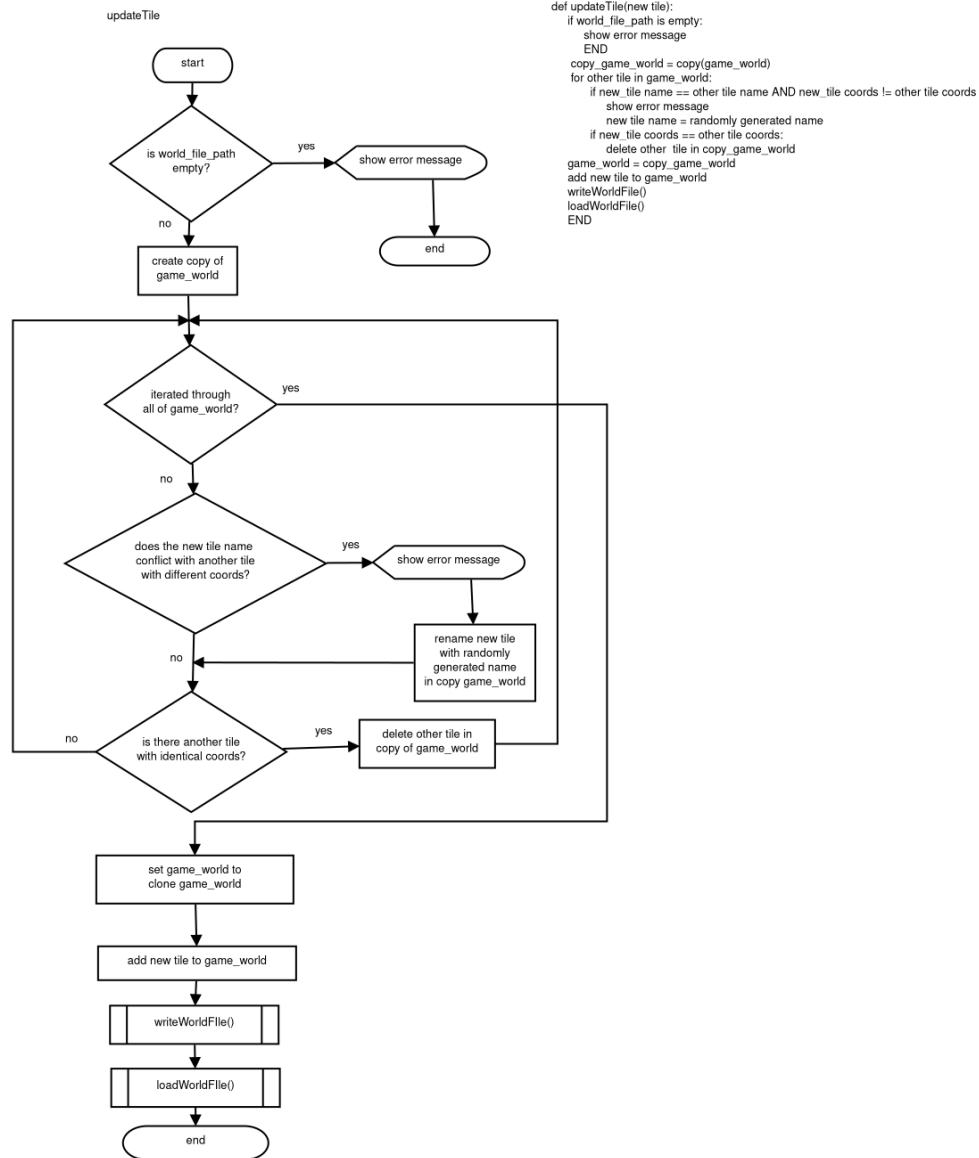 updateTile
start
is world_file_path
empty?
yes
show error message
end
no
create copy of
game_world
iterated through
all of game_world?
yes
no
does the new tile name
conflict with another tile
with different coords?
yes
show error message
rename new tile
with randomly
generated name
in copy game_world
no
is there another tile
with identical coords?
no
yes
delete other tile in
copy of game_world
set game_world to
clone game_world
add new tile to game_world
writeWorldFIle()
loadWorldFIle()
end
def updateTile(new tile):
if world_file_path is empty:
show error message
END
copy_game_world = copy(game_world)
for other tile in game_world:
if new_tile name == other tile name AND new_tile coords != other tile coords
show error message
new tile name = randomly generated name
if new_tile coords == other tile coords:
delete other  tile in copy_game_world
game_world = copy_game_world
add new tile to game_world
writeWorldFile()
loadWorldFile()
END